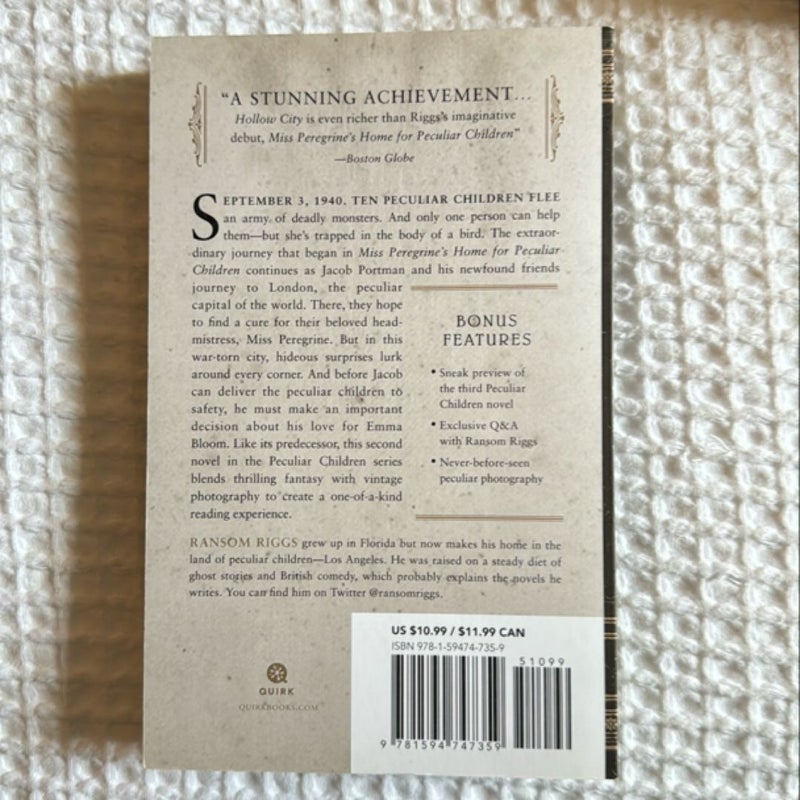 “A STUNNING ACHIEVEMENT...
Hollow City is even richer than Riggs’s imaginative
debut, Miss Peregrine’s Home for Peculiar Children”
—Boston Globe
SEPTEMBER 3, 1940. TEN PECULIAR CHILDREN FLEE
an army of deadly monsters. And only one person can help
them—but she’s trapped in the body of a bird. The extraor-
dinary journey that began in Miss Peregrine’s Home for Peculiar
Children continues as Jacob Portman and his newfound friends
journey to London, the peculiar
capital of the world. There, they hope
to find a cure for their beloved head-
mistress, Miss Peregrine. But in this
war-torn city, hideous surprises lurk
around every corner. And before Jacob
can deliver the peculiar children to
safety, he must make an important
decision about his love for Emma
Bloom. Like its predecessor, this second
novel in the Peculiar Children series
blends thrilling fantasy with vintage
photography to create a one-of-a-kind
reading experience.
BONUS
FEATURES
• Sneak preview of
the third Peculiar
Children novel
• Exclusive Q&A
with Ransom Riggs
• Never-before-seen
peculiar photography
RANSOM RIGGS grew up in Florida but now makes his home in the
land of peculiar children—Los Angeles. He was raised on a steady diet of
ghost stories and British comedy, which probably explains the novels he
writes. You can find him on Twitter @ransomriggs.
QUIRK
QUIRKBOOKS.COM
US $10.99 / $11.99 CAN
ISBN 978-1-59474-735-9
51099
9 781594 747359